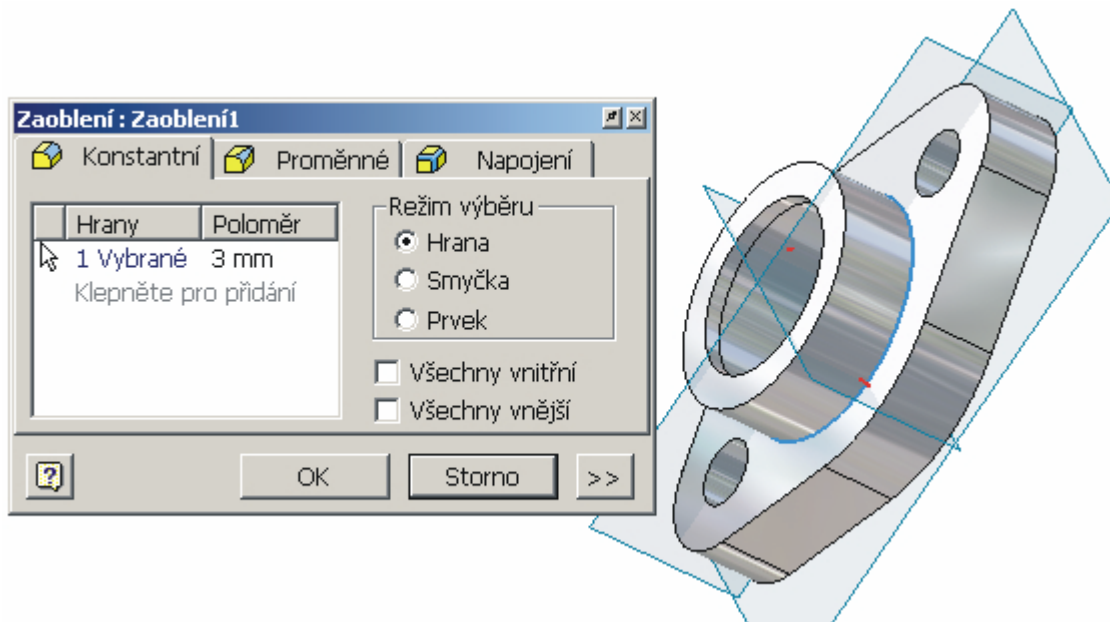 Zaoblení : Zaoblení1
Konstantní Proměnné Napojení
Hrany Poloměr
1 Vybrané 3 mm
Klepněte pro přidání
Režim výběru
Hrana
Smyčka
Prvek
Všechny vnitřní
Všechny vnější
? OK Storno >>